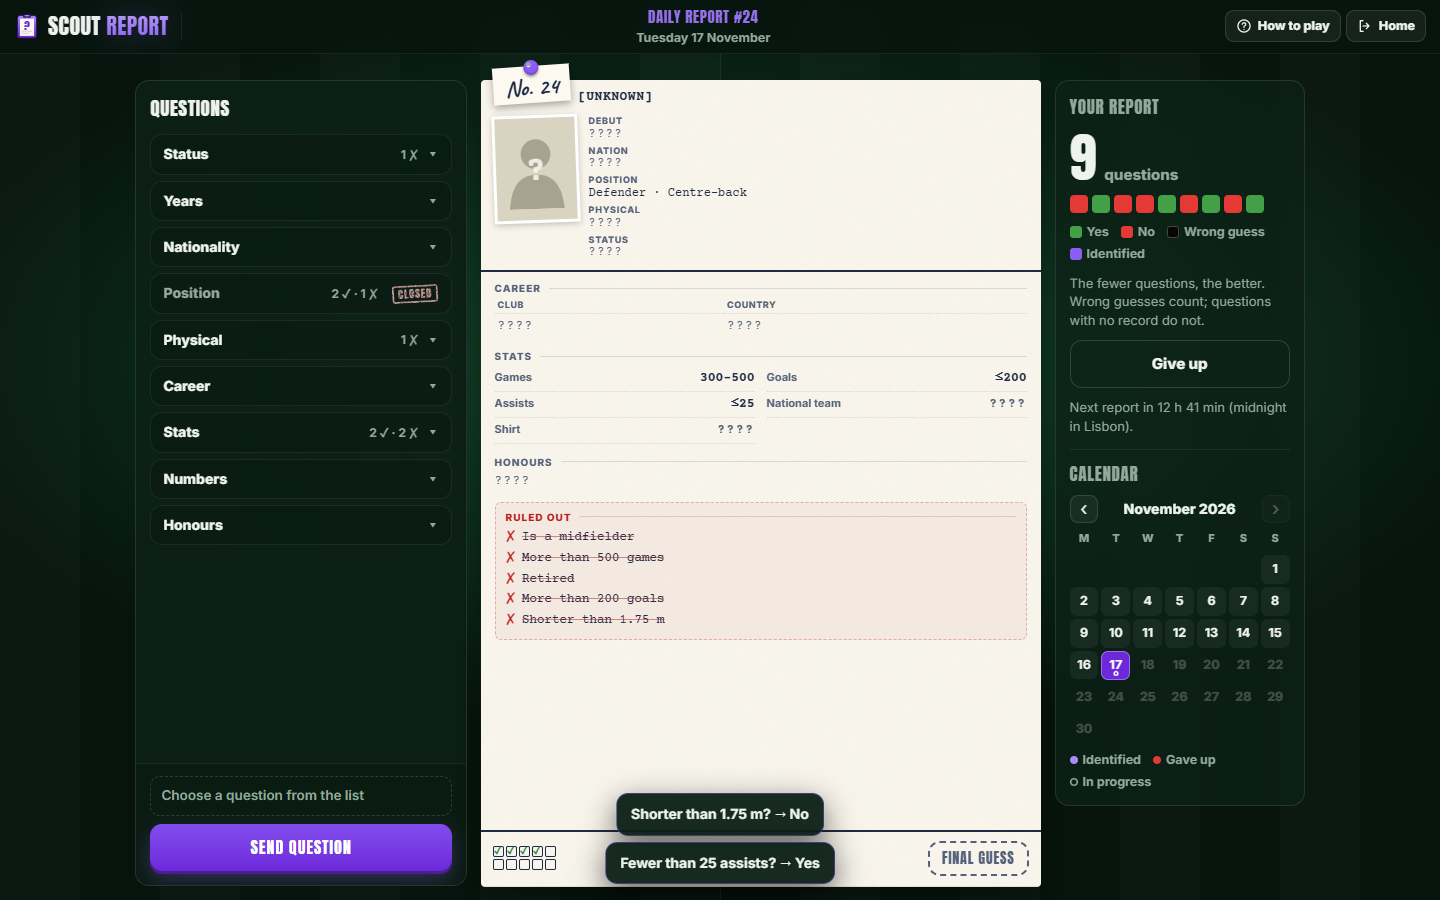 SCOUT REPORT
DAILY REPORT #24
Tuesday 17 November
How to play
Home
QUESTIONS
Status 1 ✗
Years
Nationality
Position 2 ✓ · 1 ✗ CLOSED
Physical 1 ✗
Career
Stats 2 ✓ · 2 ✗
Numbers
Honours
Choose a question from the list
SEND QUESTION
No. 24
[UNKNOWN]
?
DEBUT
????
NATION
????
POSITION
Defender · Centre-back
PHYSICAL
????
STATUS
????
CAREER
CLUB COUNTRY
???? ????
STATS
Games 300–500 Goals ≤200
Assists ≤25 National team ????
Shirt ????
HONOURS
????
RULED OUT
✗ Is a midfielder
✗ More than 500 games
✗ Retired
✗ More than 200 goals
✗ Shorter than 1.75 m
Shorter than 1.75 m? → No
Fewer than 25 assists? → Yes
FINAL GUESS
YOUR REPORT
9 questions
Yes No Wrong guess
Identified
The fewer questions, the better.
Wrong guesses count; questions
with no record do not.
Give up
Next report in 12 h 41 min (midnight
in Lisbon).
CALENDAR
‹ November 2026 ›
M T W T F S S
1
2 3 4 5 6 7 8
9 10 11 12 13 14 15
16 17 18 19 20 21 22
23 24 25 26 27 28 29
30
Identified Gave up
In progress